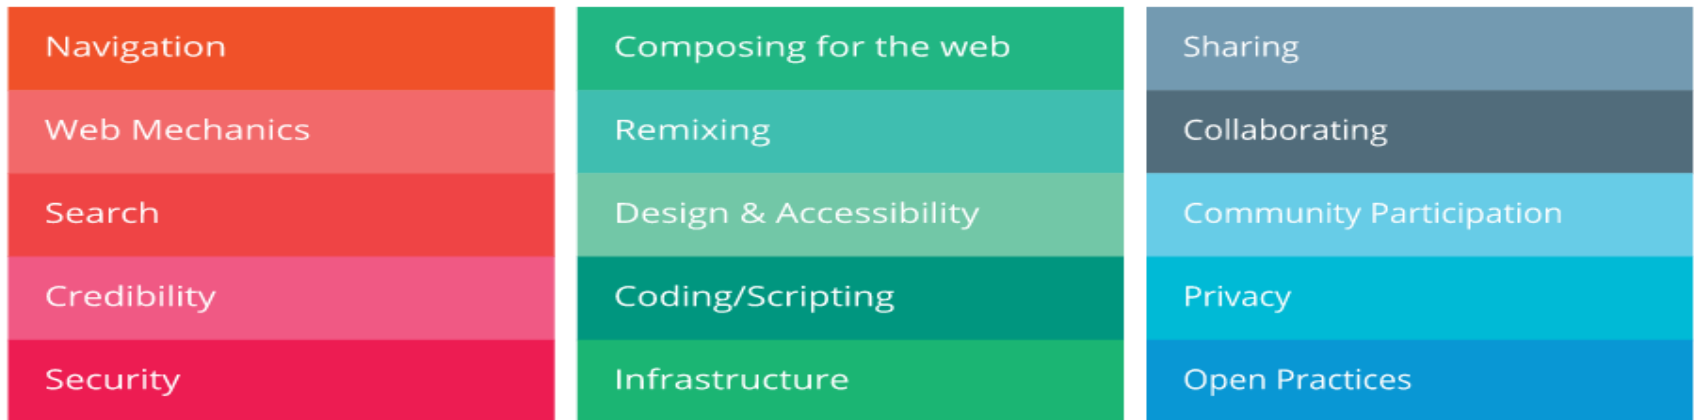 Navigation
Web Mechanics
Search
Credibility
Security
Composing for the web
Remixing
Design & Accessibility
Coding/Scripting
Infrastructure
Sharing
Collaborating
Community Participation
Privacy
Open Practices